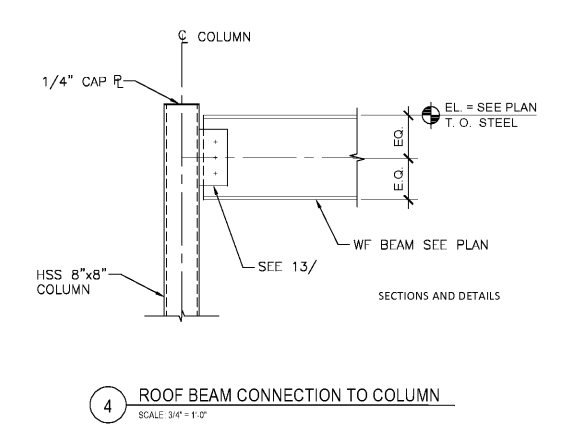 ℄ COLUMN
1/4" CAP ℞
EL. = SEE PLAN
T. O. STEEL
EQ.
E.Q.
WF BEAM SEE PLAN
SEE 13/
HSS 8"x8"
COLUMN
SECTIONS AND DETAILS
4 ROOF BEAM CONNECTION TO COLUMN
SCALE: 3/4" = 1'-0"